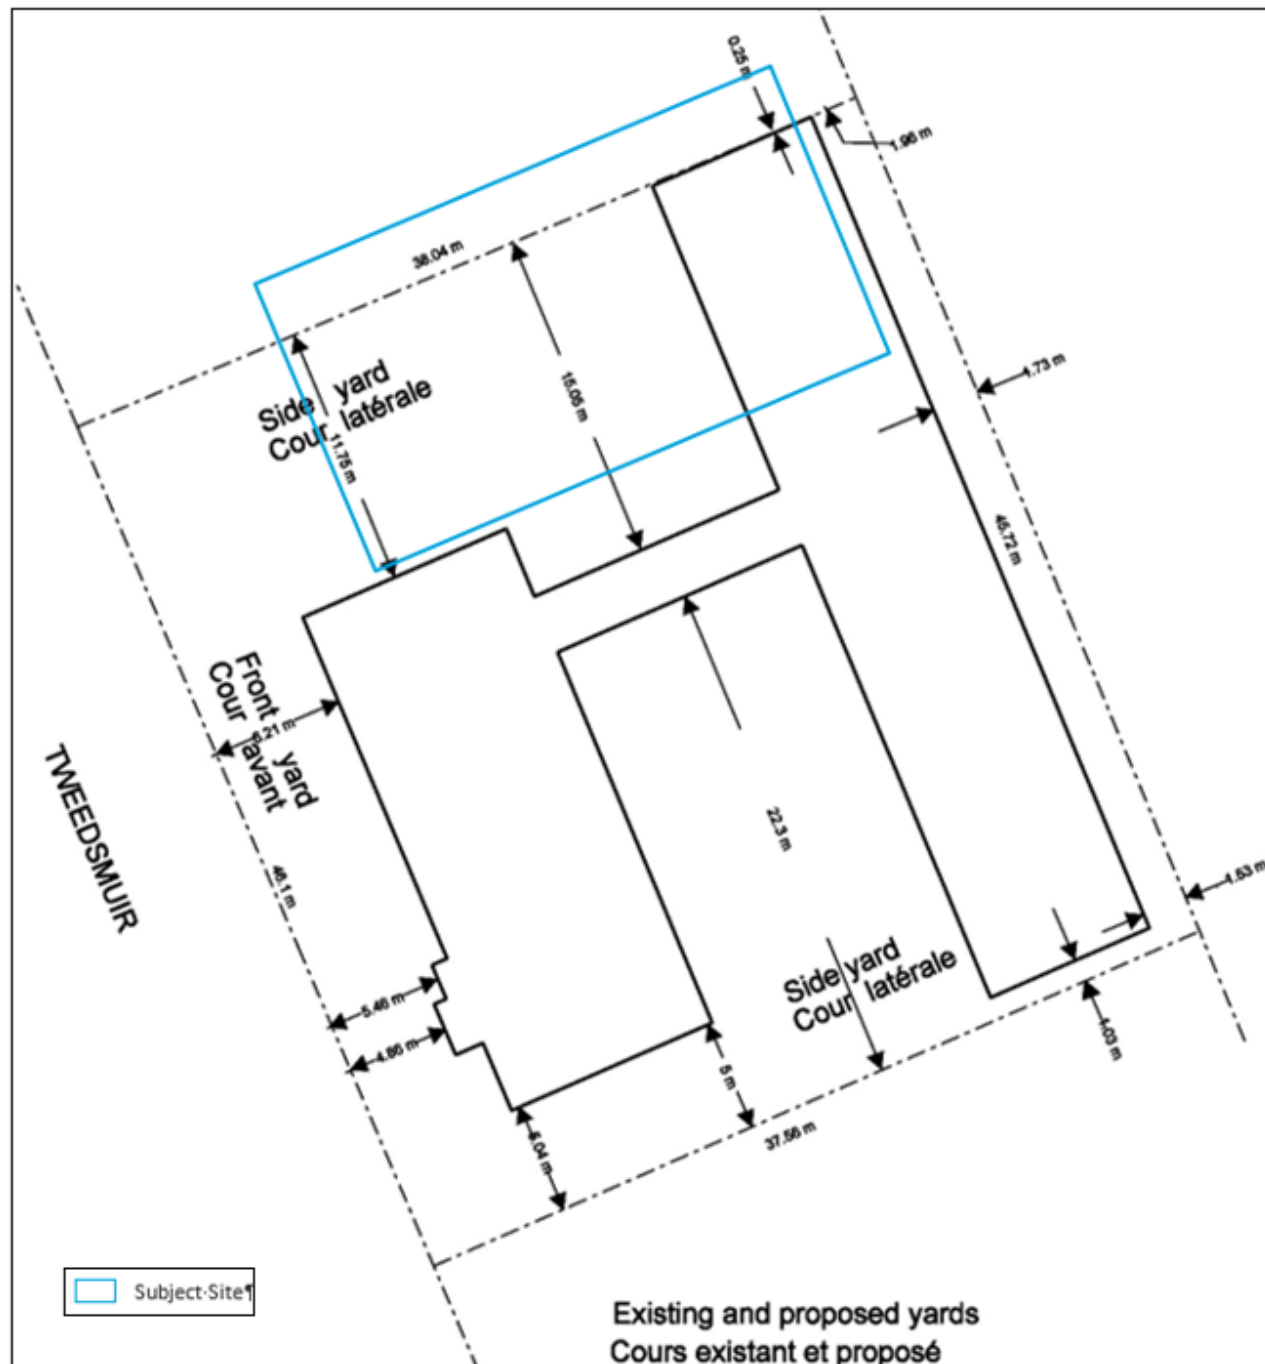 0.25 m
1.96 m
38.04 m
Side yard
Cour latérale
11.75 m
15.05 m
1.73 m
45.72 m
Front yard
Cour avant
6.21 m
TWEEDSMUIR
46.1 m
22.3 m
1.53 m
Side yard
Cour latérale
5.46 m
4.86 m
1.03 m
5 m
5.04 m
37.56 m
Subject·Site¶
Existing and proposed yards
Cours existant et proposé